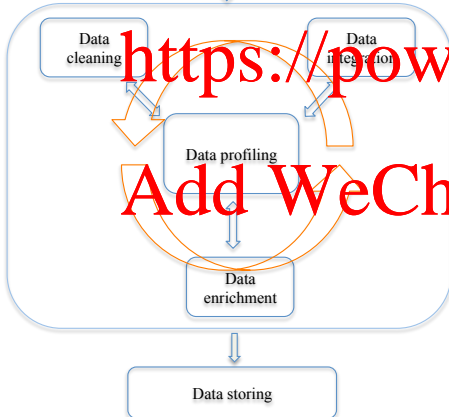 Data
cleaning
Data
integration
https://pow
Data profiling
Add WeCh
Data
enrichment
Data storing